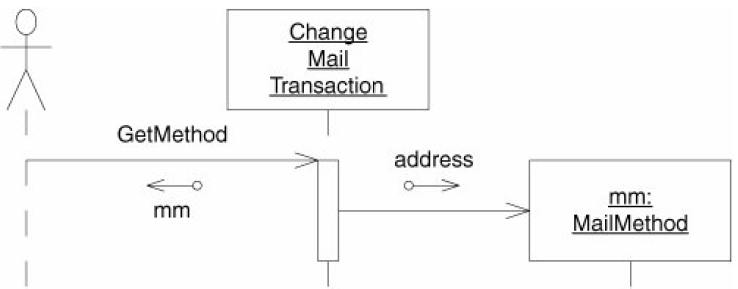 Change
Mail
Transaction
GetMethod
address
mm
mm:
MailMethod